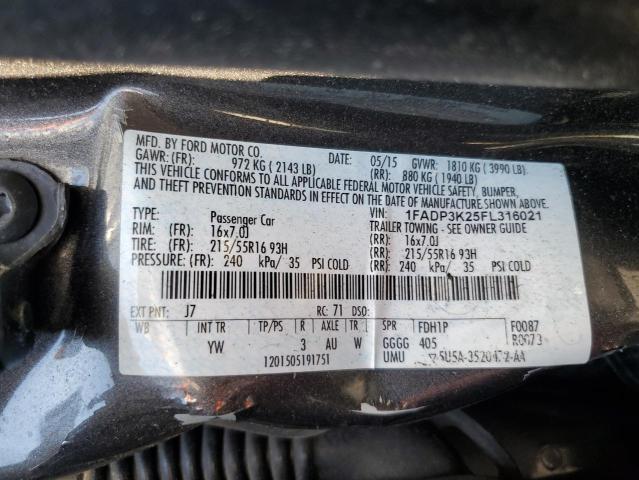 MFD. BY FORD MOTOR CO.
DATE: 05/15 GVWR: 1810 KG ( 3990 LB)
GAWR: (FR): 972 KG ( 2143 LB) (RR): 880 KG ( 1940 LB)
THIS VEHICLE CONFORMS TO ALL APPLICABLE FEDERAL MOTOR VEHICLE SAFETY, BUMPER,
AND THEFT PREVENTION STANDARDS IN EFFECT ON THE DATE OF MANUFACTURE SHOWN ABOVE.
VIN: 1FADP3K25FL316021
TYPE: Passenger Car TRAILER TOWING - SEE OWNER GUIDE
RIM: (FR): 16x7.0J (RR): 16x7.0J
TIRE: (FR): 215/55R16 93H (RR): 215/55R16 93H
PRESSURE: (FR): 240 kPa/ 35 PSI COLD (RR): 240 kPa/ 35 PSI COLD
EXT PNT: J7 RC: 71 DSO:
WB INT TR TP/PS R AXLE TR SPR FDH1P F0087
YW 3 AU W GGGG 405
1201505191751 UMU